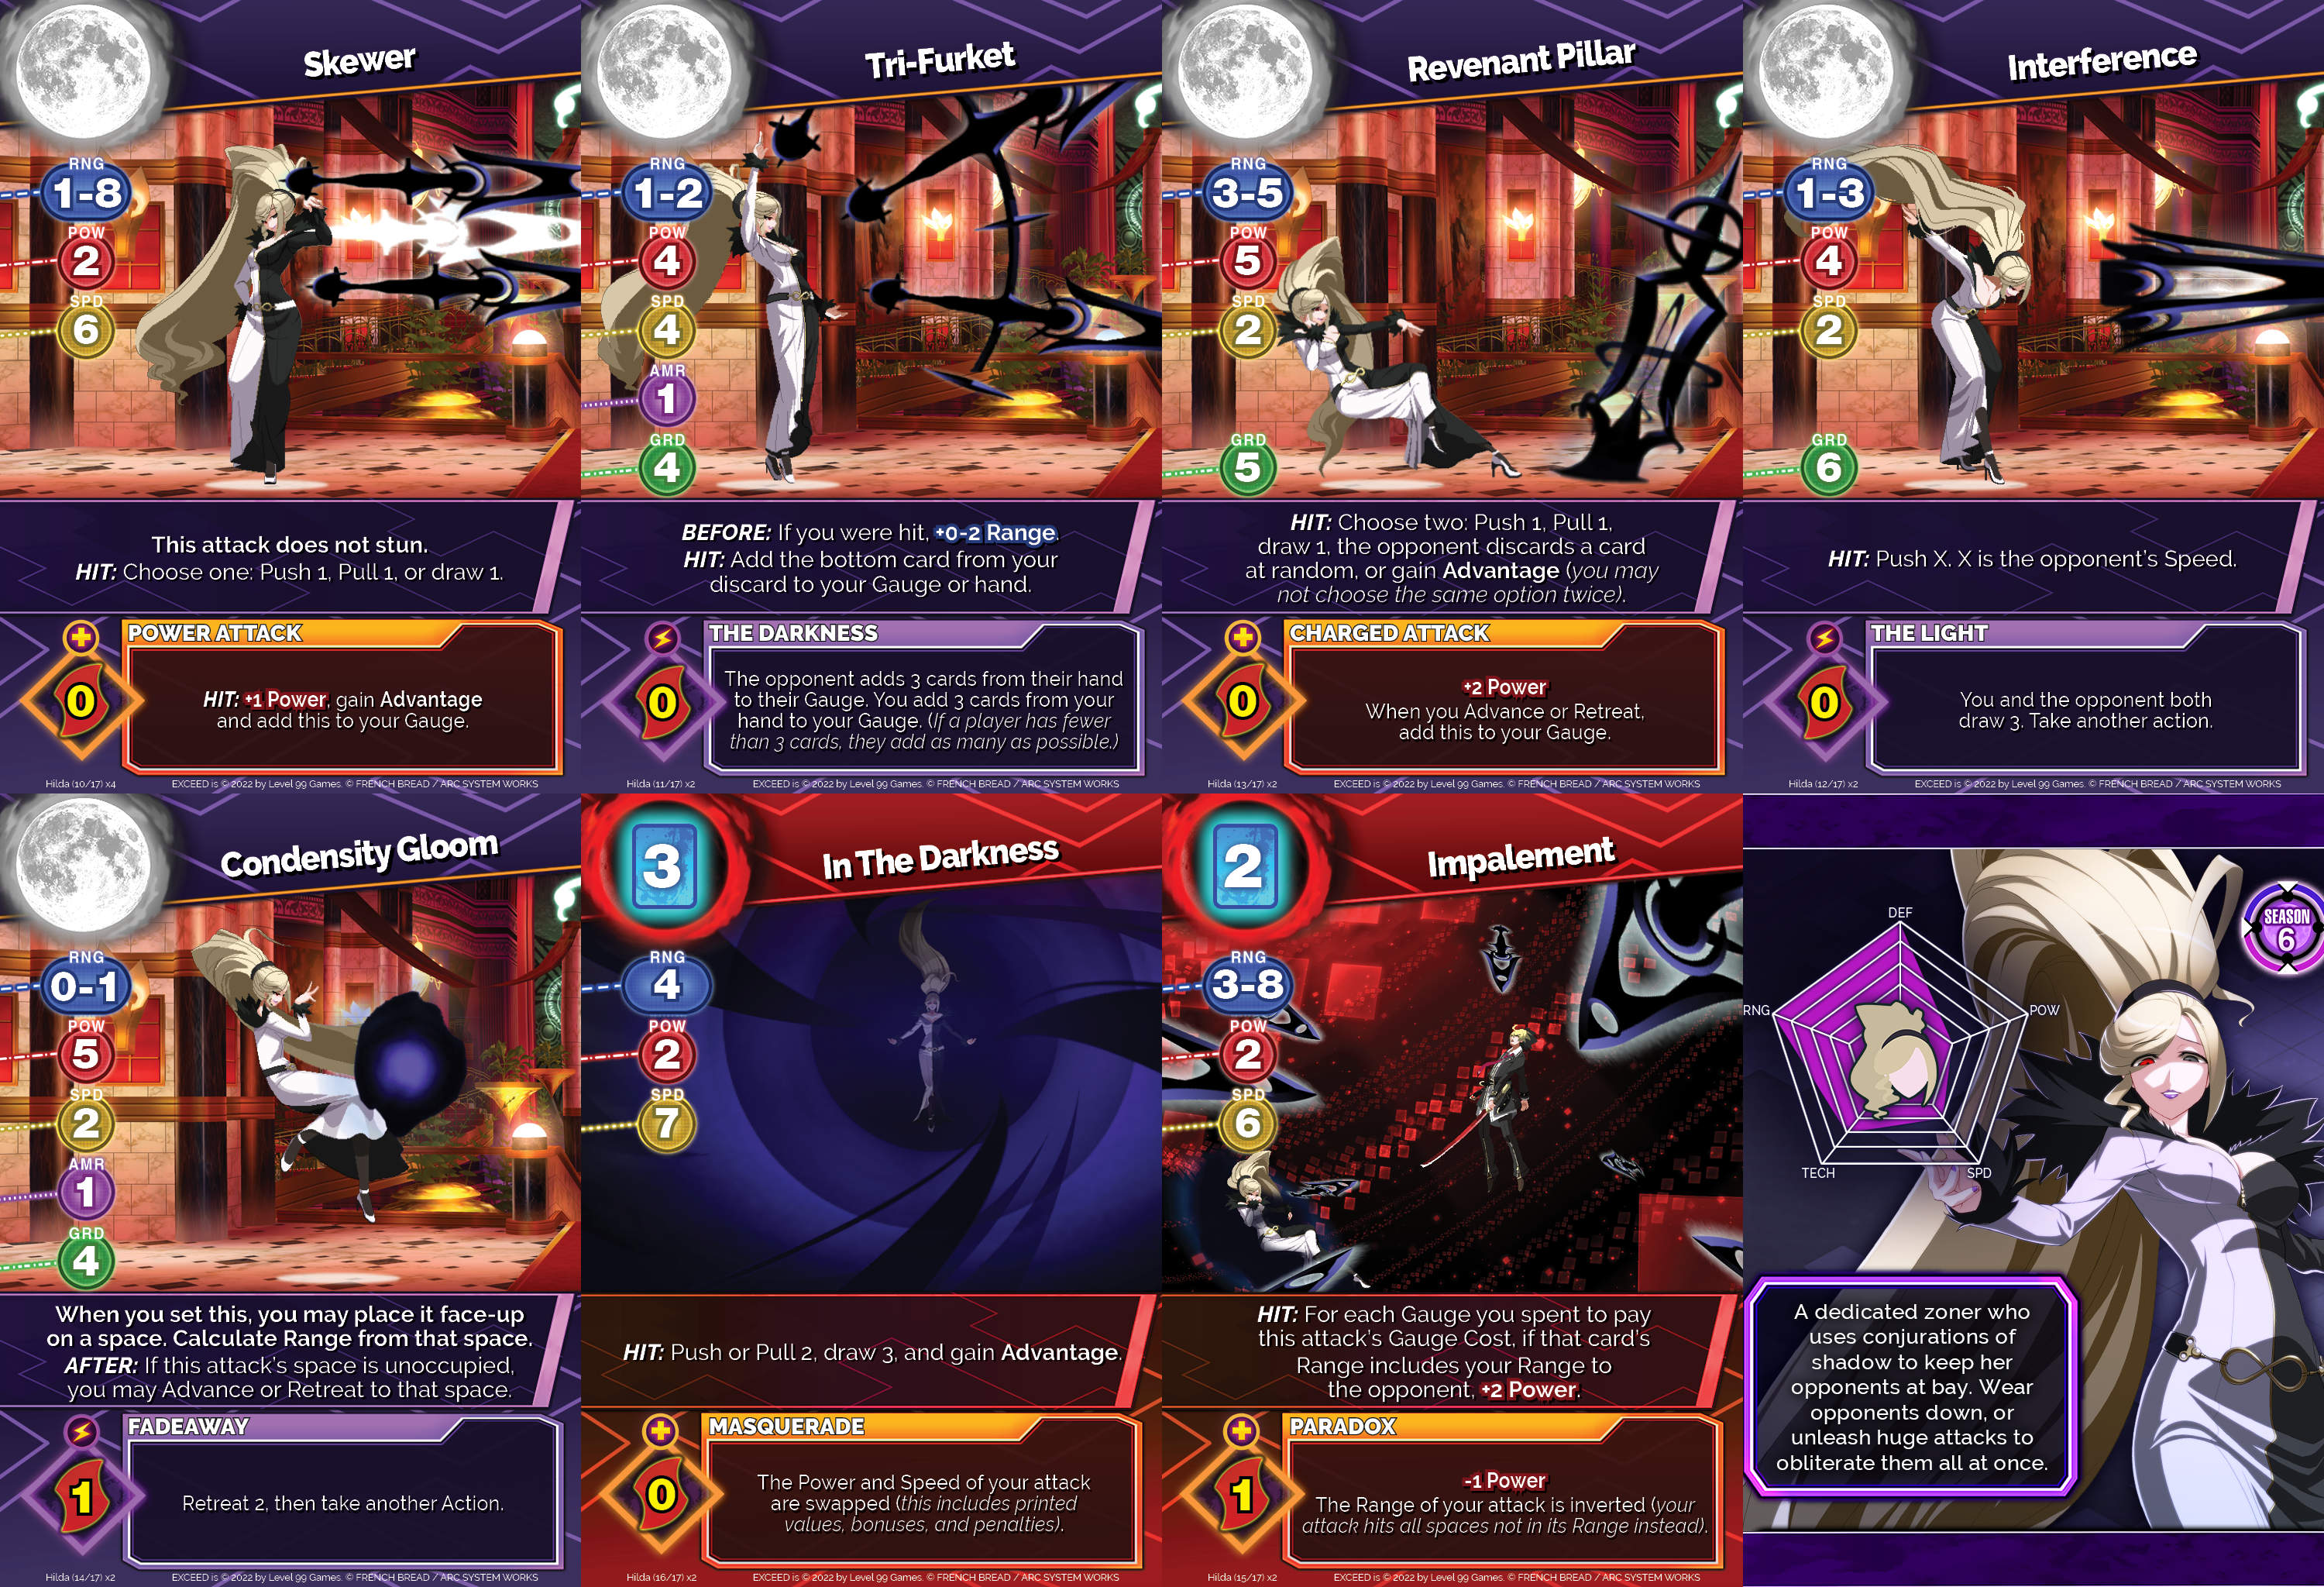 Skewer
RNG
1-8
POW
2
SPD
6
This attack does not stun.
HIT: Choose one: Push 1, Pull 1, or draw 1.
POWER ATTACK
0
HIT: +1 Power, gain Advantage
and add this to your Gauge.
Hilda (10/17) x4
EXCEED is © 2022 by Level 99 Games. © FRENCH BREAD / ARC SYSTEM WORKS
Tri-Furket
RNG
1-2
POW
4
SPD
4
AMR
1
GRD
4
BEFORE: If you were hit, +0-2 Range.
HIT: Add the bottom card from your
discard to your Gauge or hand.
THE DARKNESS
0
The opponent adds 3 cards from their hand
to their Gauge. You add 3 cards from your
hand to your Gauge. (If a player has fewer
than 3 cards, they add as many as possible.)
Hilda (11/17) x2
EXCEED is © 2022 by Level 99 Games. © FRENCH BREAD / ARC SYSTEM WORKS
Revenant Pillar
RNG
3-5
POW
5
SPD
2
GRD
5
HIT: Choose two: Push 1, Pull 1,
draw 1, the opponent discards a card
at random, or gain Advantage (you may
not choose the same option twice).
CHARGED ATTACK
0
+2 Power
When you Advance or Retreat,
add this to your Gauge.
Hilda (13/17) x2
EXCEED is © 2022 by Level 99 Games. © FRENCH BREAD / ARC SYSTEM WORKS
Interference
RNG
1-3
POW
4
SPD
2
GRD
6
HIT: Push X. X is the opponent's Speed.
THE LIGHT
0
You and the opponent both
draw 3. Take another action.
Hilda (12/17) x2
EXCEED is © 2022 by Level 99 Games. © FRENCH BREAD / ARC SYSTEM WORKS
Condensity Gloom
RNG
0-1
POW
5
SPD
2
AMR
1
GRD
4
When you set this, you may place it face-up
on a space. Calculate Range from that space.
AFTER: If this attack's space is unoccupied,
you may Advance or Retreat to that space.
FADEAWAY
1
Retreat 2, then take another Action.
Hilda (14/17) x2
EXCEED is © 2022 by Level 99 Games. © FRENCH BREAD / ARC SYSTEM WORKS
3
In The Darkness
RNG
4
POW
2
SPD
7
HIT: Push or Pull 2, draw 3, and gain Advantage.
MASQUERADE
0
The Power and Speed of your attack
are swapped (this includes printed
values, bonuses, and penalties).
Hilda (16/17) x2
EXCEED is © 2022 by Level 99 Games. © FRENCH BREAD / ARC SYSTEM WORKS
2
Impalement
RNG
3-8
POW
2
SPD
6
HIT: For each Gauge you spent to pay
this attack's Gauge Cost, if that card's
Range includes your Range to
the opponent, +2 Power.
PARADOX
1
-1 Power
The Range of your attack is inverted (your
attack hits all spaces not in its Range instead).
Hilda (15/17) x2
EXCEED is © 2022 by Level 99 Games. © FRENCH BREAD / ARC SYSTEM WORKS
SEASON
6
DEF
RNG
POW
TECH
SPD
A dedicated zoner who
uses conjurations of
shadow to keep her
opponents at bay. Wear
opponents down, or
unleash huge attacks to
obliterate them all at once.